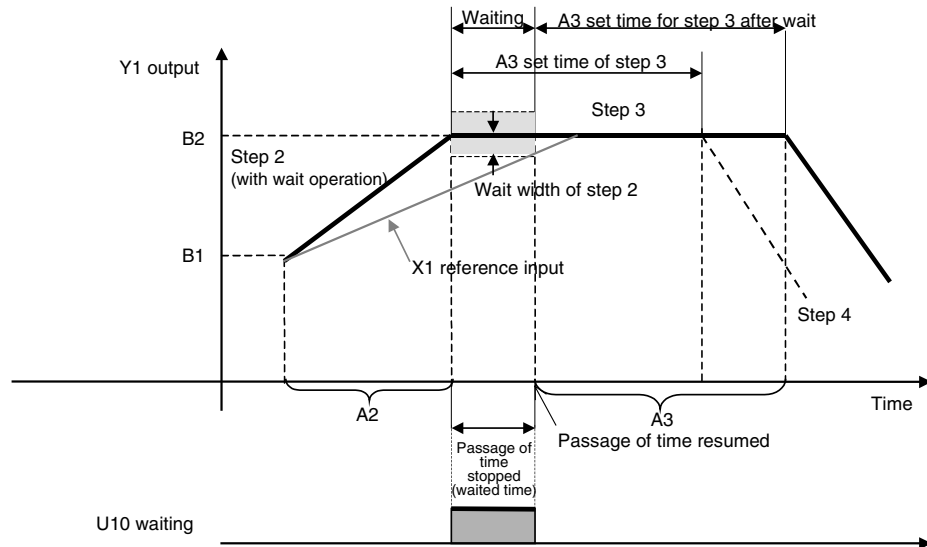 Waiting
A3 set time for step 3 after wait
Y1 output
A3 set time of step 3
Step 3
B2
Step 2
(with wait operation)
Wait width of step 2
B1
X1 reference input
Step 4
A2
A3
Time
Passage of time resumed
Passage of
time
stopped
(waited time)
U10 waiting